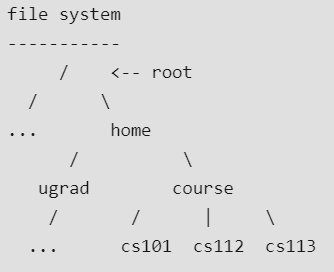 file system
-----------
/ <-- root
/ \
... home
/ \
ugrad course
/ / | \
... cs101 cs112 cs113